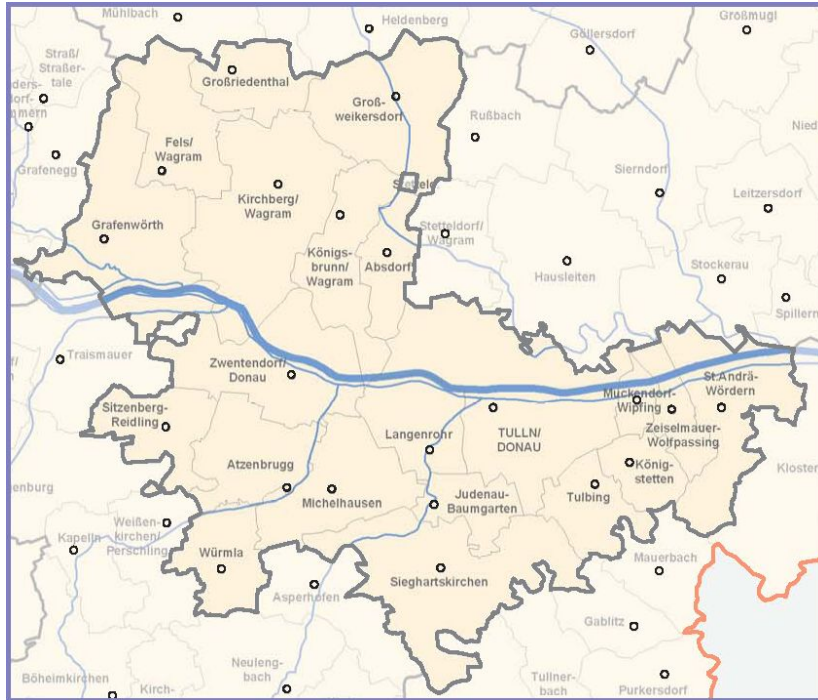 Mühlbach
Heldenberg
Großmugl
Göllersdorf
Straß/
Straßer-
tale
Großriedenthal
Groß-
weikersdorf
Rußbach
Fels/
Wagram
Grafenegg
Sierndorf
Leitzersdorf
Kirchberg/
Wagram
Grafenwörth
Stetteldorf/
Wagram
Königs-
brunn/
Wagram
Absdorf
Hausleiten
Stockerau
Spillern
Traismauer
Zwentendorf/
Donau
St.Andrä-
Wördern
Muckendorf-
Wipfing
Sitzenberg-
Reidling
Langenrohr
TULLN/
DONAU
Zeiselmauer-
Wolfpassing
Atzenbrugg
Michelhausen
Judenau-
Baumgarten
Tulbing
König-
stetten
Weißen-
kirchen/
Perschling
Kapelln
Würmla
Asperhofen
Sieghartskirchen
Mauerbach
Gablitz
Böheimkirchen
Kirch-
Neuleng-
bach
Tullner-
bach
Purkersdorf